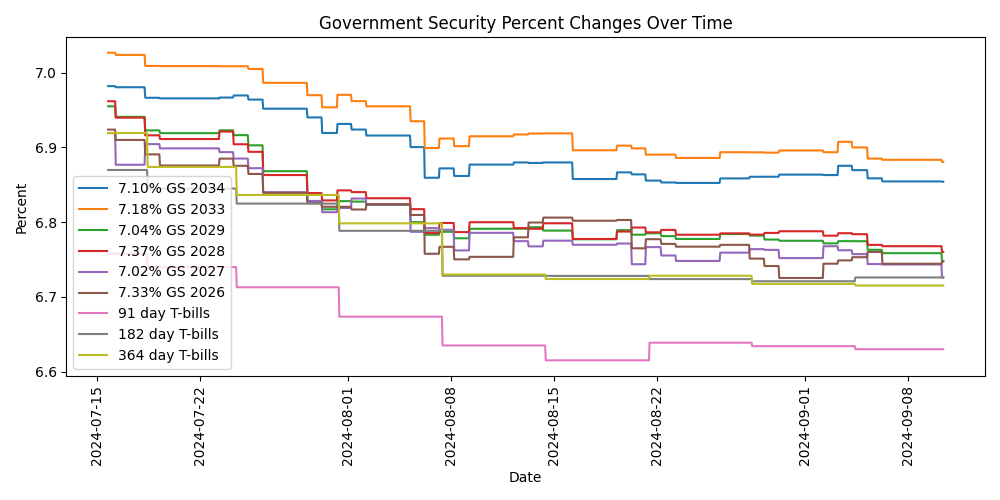 Government Security Percent Changes Over Time
Percent
7.0
6.9
6.8
6.7
6.6
7.10% GS 2034
7.18% GS 2033
7.04% GS 2029
7.37% GS 2028
7.02% GS 2027
7.33% GS 2026
91 day T-bills
182 day T-bills
364 day T-bills
2024-07-15
2024-07-22
2024-08-01
2024-08-08
2024-08-15
2024-08-22
2024-09-01
2024-09-08
Date